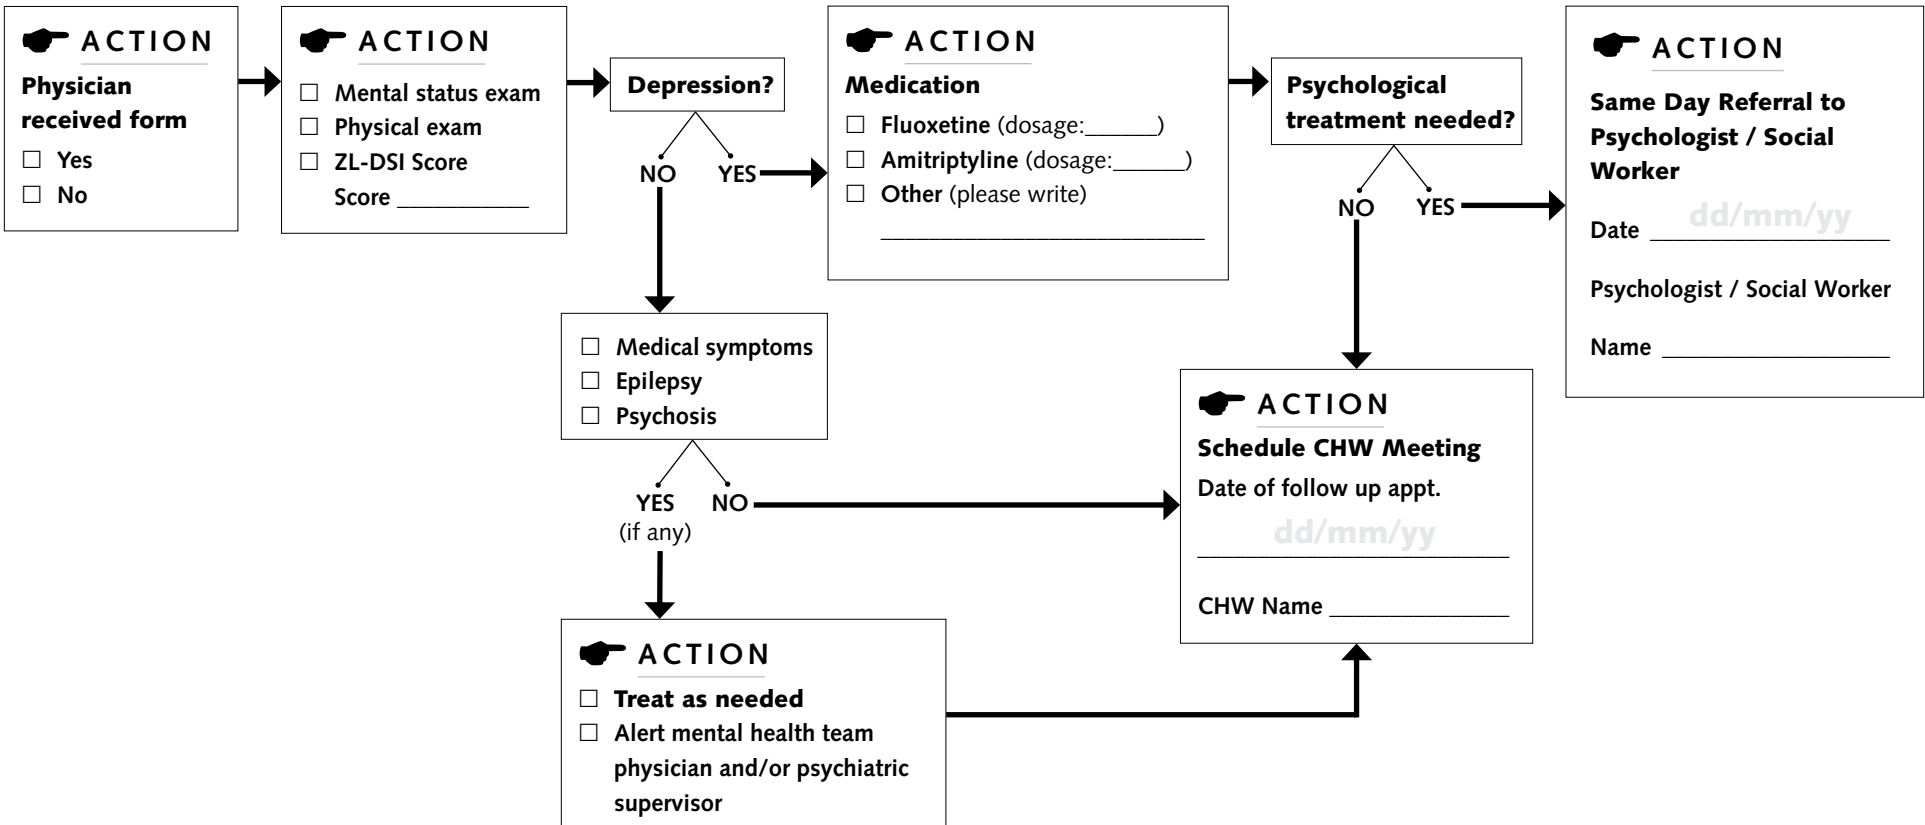 ACTION
Physician
received form
☐ Yes
☐ No
ACTION
☐ Mental status exam
☐ Physical exam
☐ ZL-DSI Score
Score ___________
Depression?
NO YES
ACTION
Medication
☐ Fluoxetine (dosage:______)
☐ Amitriptyline (dosage:______)
☐ Other (please write)
___________________________
Psychological
treatment needed?
NO YES
ACTION
Same Day Referral to
Psychologist / Social
Worker
dd/mm/yy
Date ____________________
Psychologist / Social Worker
Name ___________________
☐ Medical symptoms
☐ Epilepsy
☐ Psychosis
YES NO
(if any)
ACTION
Schedule CHW Meeting
Date of follow up appt.
dd/mm/yy
__________________________
CHW Name _______________
ACTION
☐ Treat as needed
☐ Alert mental health team
physician and/or psychiatric
supervisor